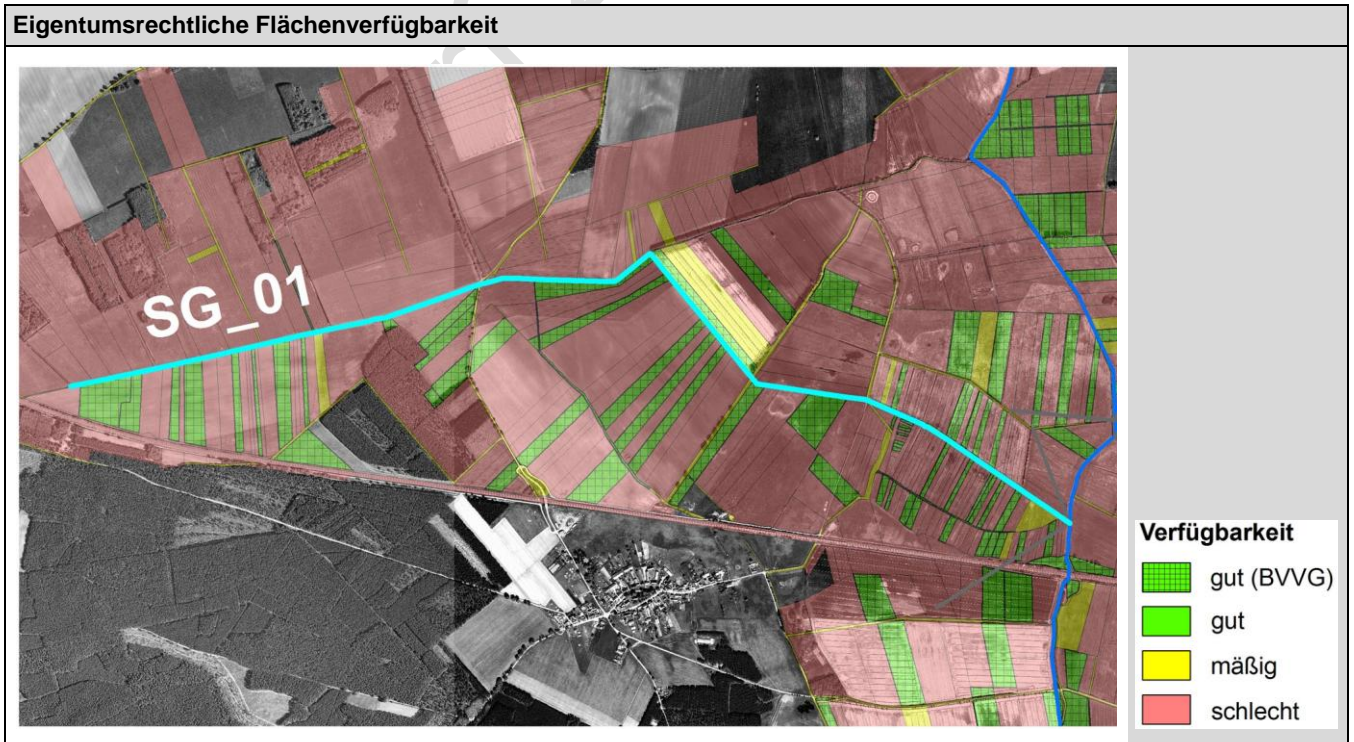 Eigentumsrechtliche Flächenverfügbarkeit
SG_01
Verfügbarkeit
gut (BVVG)
gut
mäßig
schlecht